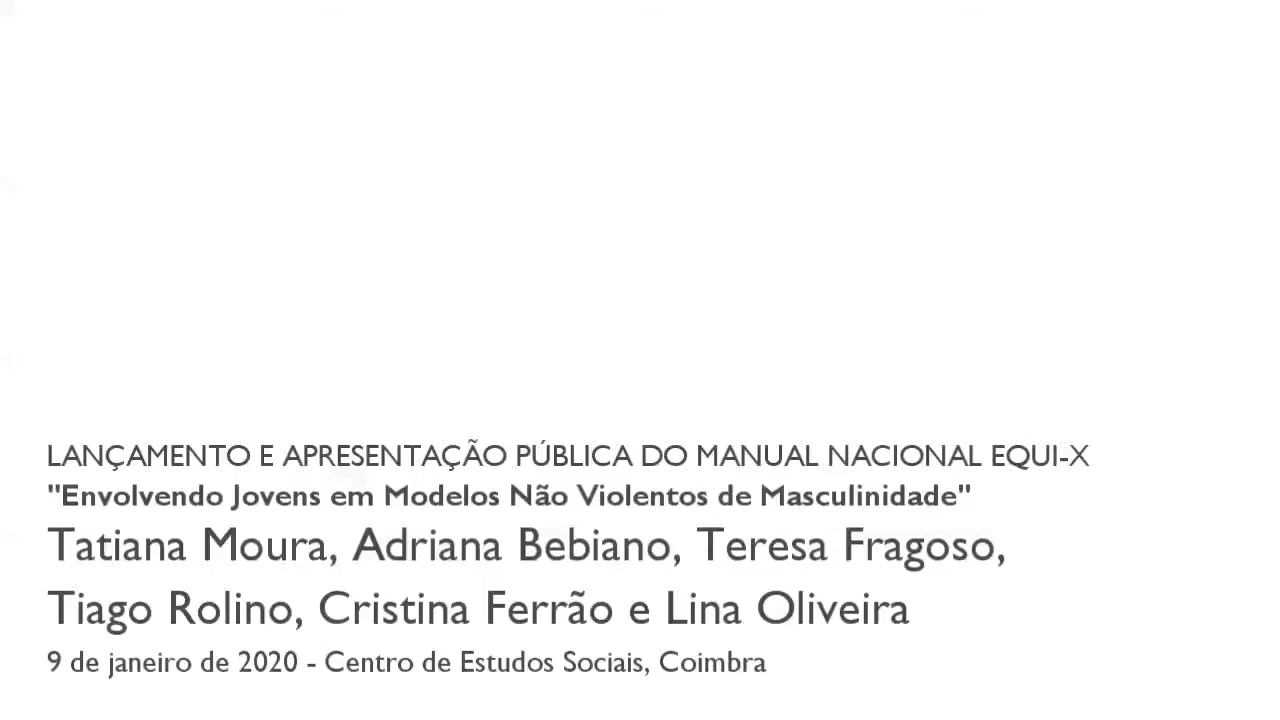 LANÇAMENTO E APRESENTAÇÃO PÚBLICA DO MANUAL NACIONAL EQUI-X
"Envolvendo Jovens em Modelos Não Violentos de Masculinidade"
Tatiana Moura, Adriana Bebiano, Teresa Fragoso,
Tiago Rolino, Cristina Ferrão e Lina Oliveira
9 de janeiro de 2020 - Centro de Estudos Sociais, Coimbra